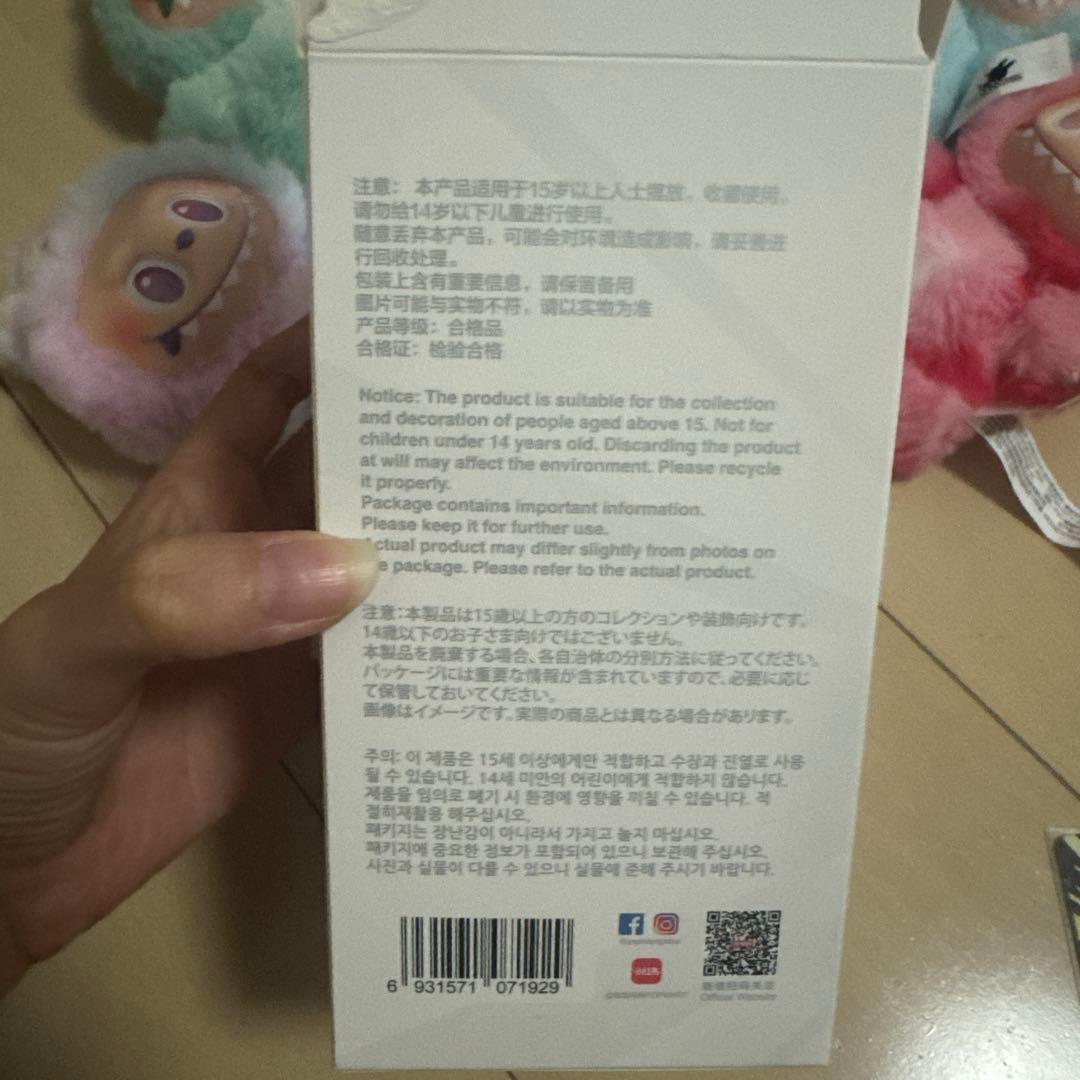 注意： 本产品适用于15岁以上人士摆放，收藏使用。
请勿给14岁以下儿童进行使用。
随意丢弃本产品，可能会对环境造成影响，请妥善进
行回收处理。
包装上含有重要信息，请保留备用
图片可能与实物不符，请以实物为准
产品等级：合格品
合格证：检验合格
Notice: The product is suitable for the collection
and decoration of people aged above 15. Not for
children under 14 years old. Discarding the product
at will may affect the environment. Please recycle
it properly.
Package contains important information.
Please keep it for further use.
ctual product may differ slightly from photos on
e package. Please refer to the actual product.
注意：本製品は15歳以上の方のコレクションや装飾向けです。
14歳以下のお子さま向けではございません。
本製品を廃棄する場合、各自治体の分別方法に従ってください。
パッケージには重要な情報が含まれていますので、必要に応じ
て保管しておいてください。
画像はイメージです。実際の商品とは異なる場合があります。
주의: 이 제품은 15세 이상에게만 적합하고 수장과 진열로 사용
될 수 있습니다. 14세 미만의 어린이에게 적합하지 않습니다.
제품을 임의로 폐기 시 환경에 영향을 끼칠 수 있습니다. 적
절히재활용 해주십시오.
패키지는 장난감이 아니라서 가지고 놀지 마십시오.
패키지에 중요한 정보가 포함되어 있으니 보관해 주십시오.
사진과 실물이 다를 수 있으니 실물에 준해 주시기 바랍니다.
6 931571 071929
小红书
Official Website